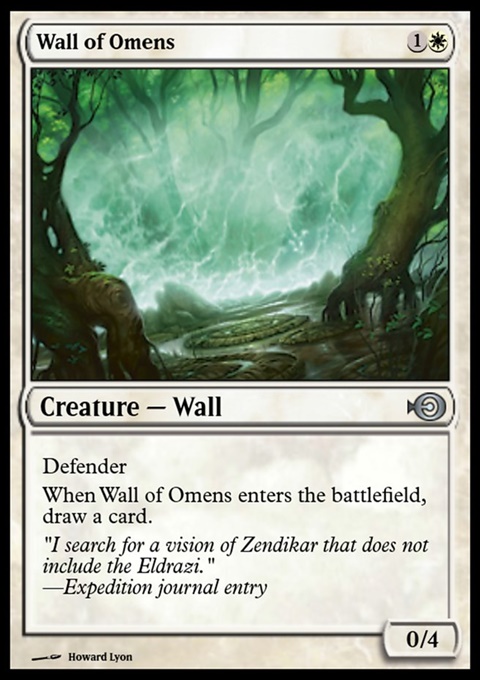 Wall of Omens 1
Creature — Wall
Defender
When Wall of Omens enters the battlefield,
draw a card.
"I search for a vision of Zendikar that does not
include the Eldrazi."
—Expedition journal entry
0/4
Howard Lyon